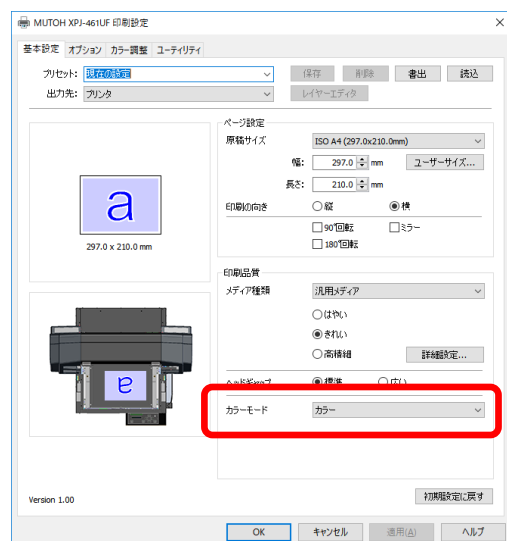 MUTOH XPJ-461UF 印刷設定
基本設定 オプション カラー調整 ユーティリティ
プリセット: 現在の設定 保存 削除 書出 読込
出力先: プリンタ レイヤーエディタ
ページ設定
原稿サイズ ISO A4 (297.0x210.0mm)
幅: 297.0 mm ユーザーサイズ...
長さ: 210.0 mm
印刷の向き 縦 横
90°回転 ミラー
180°回転
a
297.0 x 210.0 mm
印刷品質
メディア種類 汎用メディア
はやい
きれい
高精細 詳細設定...
ヘッドギャップ 標準 広い
a
カラーモード カラー
Version 1.00 初期設定に戻す
OK キャンセル 適用(A) ヘルプ